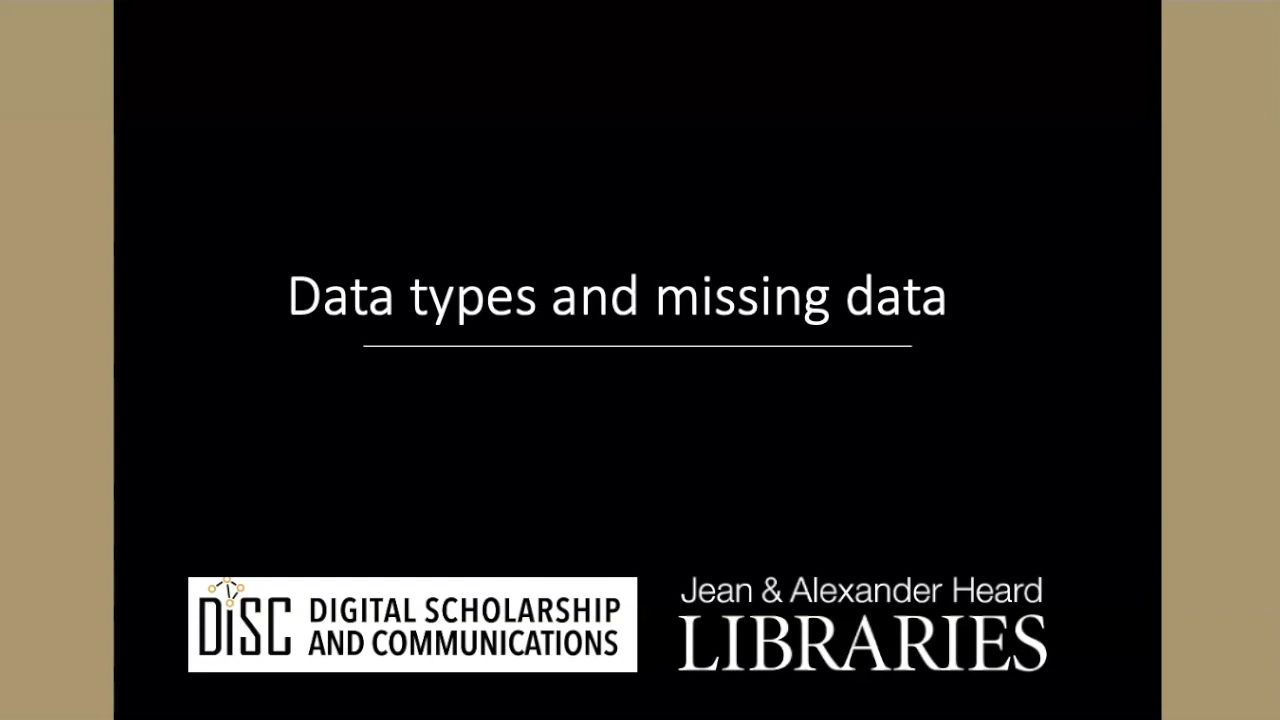 Data types and missing data
DiSC DIGITAL SCHOLARSHIP
AND COMMUNICATIONS
Jean & Alexander Heard
LIBRARIES